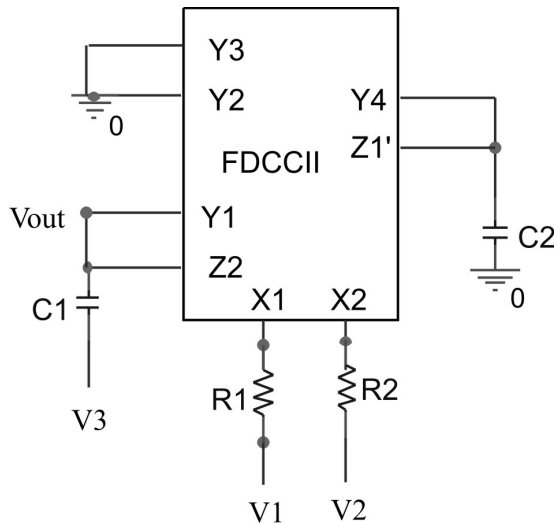 Y3
Y2
0
Y4
Z1'
FDCCII
Vout
Y1
Z2
C2
0
X1
X2
C1
R1
R2
V3
V1
V2